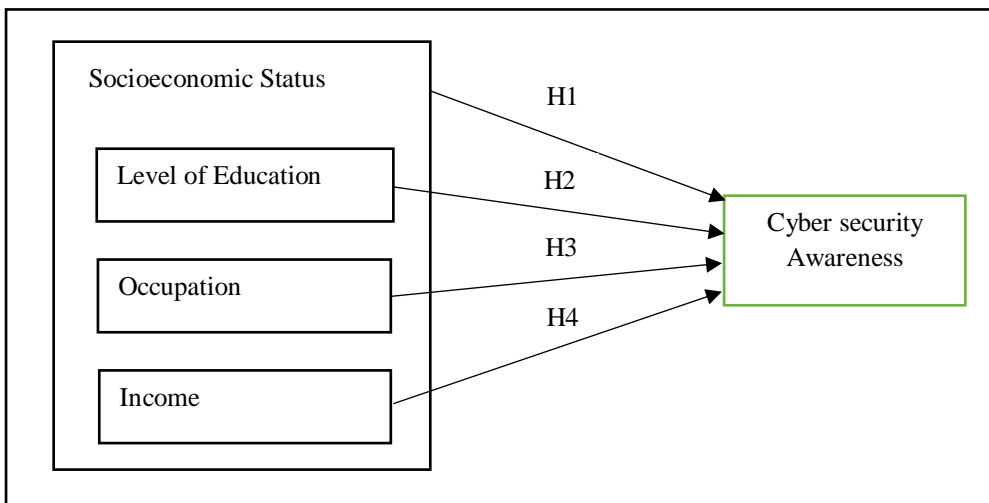 Socioeconomic Status
H1
Level of Education
H2
Cyber security
Awareness
Occupation
H3
H4
Income